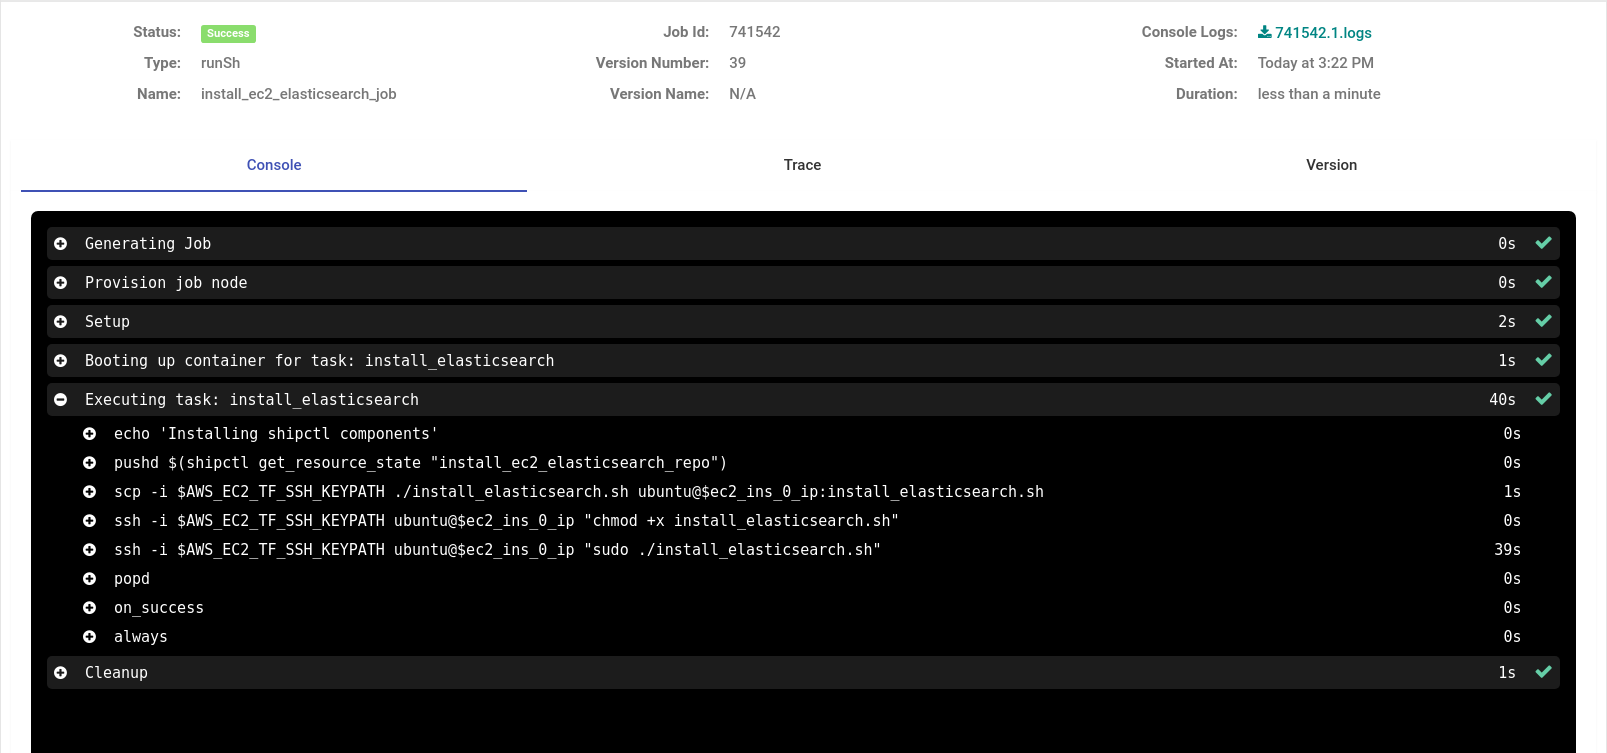 Status: Success Job Id: 741542 Console Logs: 741542.1.logs
Type: runSh Version Number: 39 Started At: Today at 3:22 PM
Name: install_ec2_elasticsearch_job Version Name: N/A Duration: less than a minute
Console Trace Version
Generating Job 0s
Provision job node 0s
Setup 2s
Booting up container for task: install_elasticsearch 1s
Executing task: install_elasticsearch 40s
echo 'Installing shipctl components' 0s
pushd $(shipctl get_resource_state "install_ec2_elasticsearch_repo") 0s
scp -i $AWS_EC2_TF_SSH_KEYPATH ./install_elasticsearch.sh ubuntu@$ec2_ins_0_ip:install_elasticsearch.sh 1s
ssh -i $AWS_EC2_TF_SSH_KEYPATH ubuntu@$ec2_ins_0_ip "chmod +x install_elasticsearch.sh" 0s
ssh -i $AWS_EC2_TF_SSH_KEYPATH ubuntu@$ec2_ins_0_ip "sudo ./install_elasticsearch.sh" 39s
popd 0s
on_success 0s
always 0s
Cleanup 1s